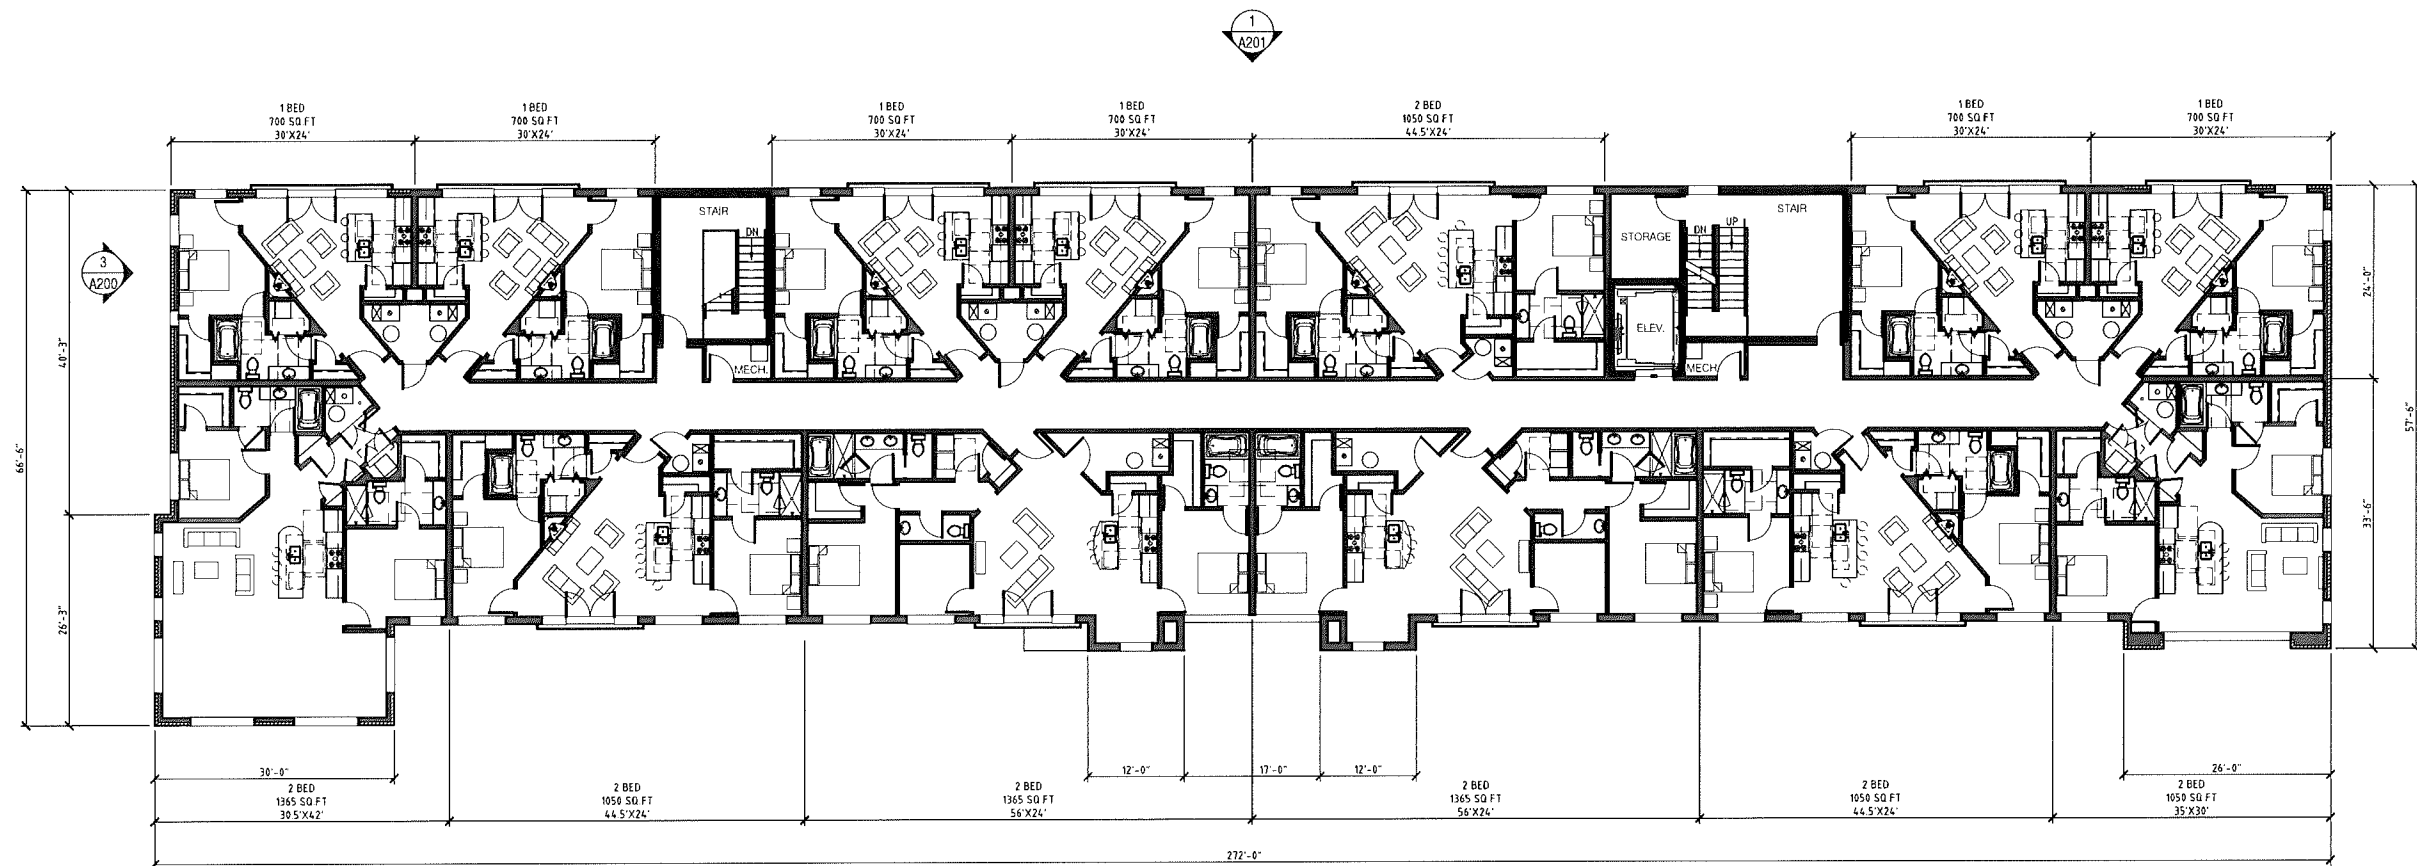 1
A201
1 BED
700 SQ FT
30'X24'
1 BED
700 SQ FT
30'X24'
1 BED
700 SQ FT
30'X24'
1 BED
700 SQ FT
30'X24'
2 BED
1050 SQ FT
44.5'X24'
1 BED
700 SQ FT
30'X24'
1 BED
700 SQ FT
30'X24'
3
A200
STAIR
DN
MECH.
STORAGE
STAIR
DN
UP
ELEV.
MECH.
66'-6"
40'-3"
26'-3"
24'-0"
33'-6"
57'-6"
30'-0"
12'-0"
17'-0"
12'-0"
26'-0"
2 BED
1365 SQ FT
30.5'X42'
2 BED
1050 SQ FT
44.5'X24'
2 BED
1365 SQ FT
56'X24'
2 BED
1365 SQ FT
56'X24'
2 BED
1050 SQ FT
44.5'X24'
2 BED
1050 SQ FT
35'X30'
272'-0"